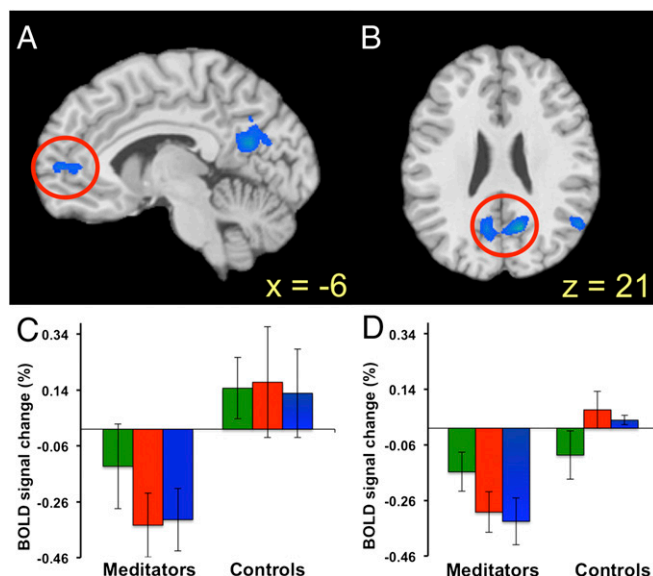 A
B
x = -6
z = 21
C
D
BOLD signal change (%)
0.34
0.14
-0.06
-0.26
-0.46
Meditators Controls
BOLD signal change (%)
0.34
0.14
-0.06
-0.26
-0.46
Meditators Controls